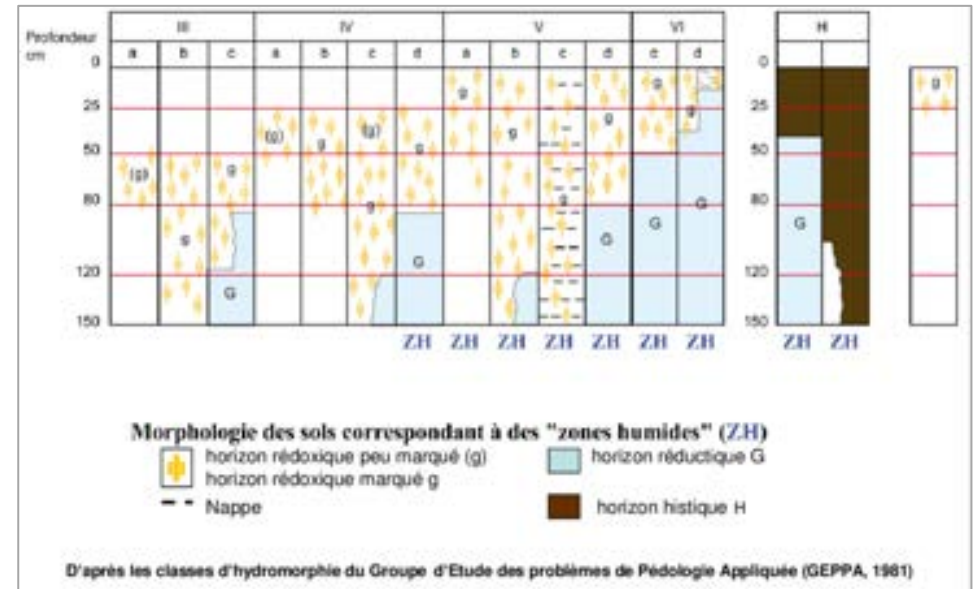 III IV V VI H
Profondeur
cm
a b c a b c d a b c d c d
0 0
25 25
50 50
80 80
120 120
150 150
g (g) g g g g g
(g) g (g) g g g g
(g) g g g g G
g G G G G
G G
ZH ZH ZH ZH ZH ZH ZH ZH ZH
Morphologie des sols correspondant à des "zones humides" (ZH)
horizon rédoxique peu marqué (g)
horizon rédoxique marqué g
Nappe
horizon réductique G
horizon histique H
D'après les classes d'hydromorphie du Groupe d'Etude des problèmes de Pédologie Appliquée (GEPPA, 1981)